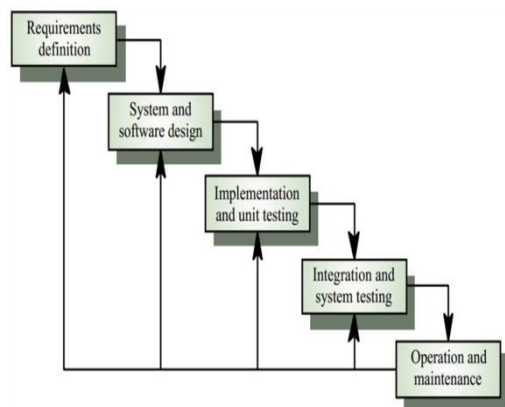 Requirements
definition
System and
software design
Implementation
and unit testing
Integration and
system testing
Operation and
maintenance